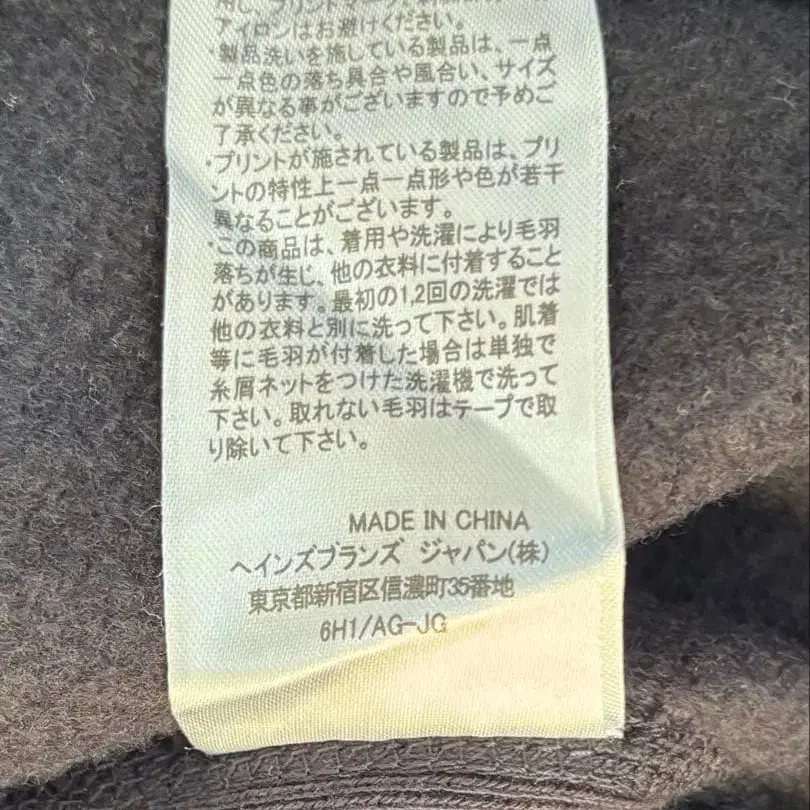 アイロンはお避けください。
・製品洗いを施している製品は、一点
一点色の落ち具合や風合い、サイズ
が異なる事がございますので予めご
了承ください。
・プリントが施されている製品は、プリ
ントの特性上一点一点形や色が若干
異なることがございます。
・この商品は、着用や洗濯により毛羽
落ちが生じ、他の衣料に付着すること
があります。最初の1,2回の洗濯では
他の衣料と別に洗って下さい。肌着
等に毛羽が付着した場合は単独で
糸屑ネットをつけた洗濯機で洗って
下さい。取れない毛羽はテープで取
り除いて下さい。
MADE IN CHINA
ヘインズブランズ ジャパン(株)
東京都新宿区信濃町35番地
6H1/AG-JG